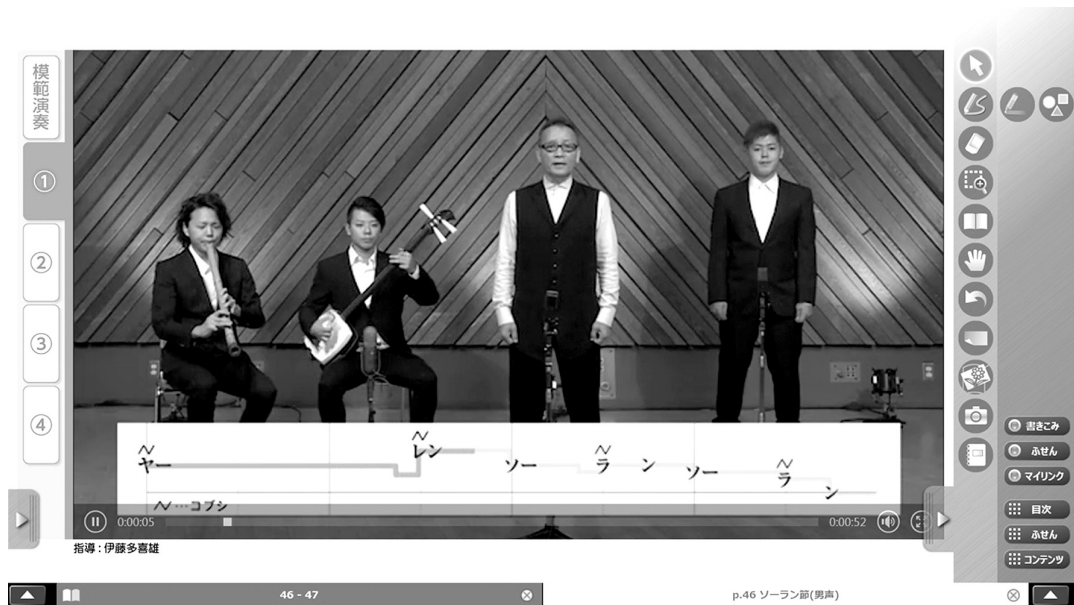 模範演奏
①
②
③
④
ヤー レン ソー ラ ン ソー ラ ン
〽…コブシ
0:00:05
0:00:52
指導 : 伊藤多喜雄
書きこみ
ふせん
マイリンク
目次
ふせん
コンテンツ
46 - 47
p.46 ソーラン節(男声)